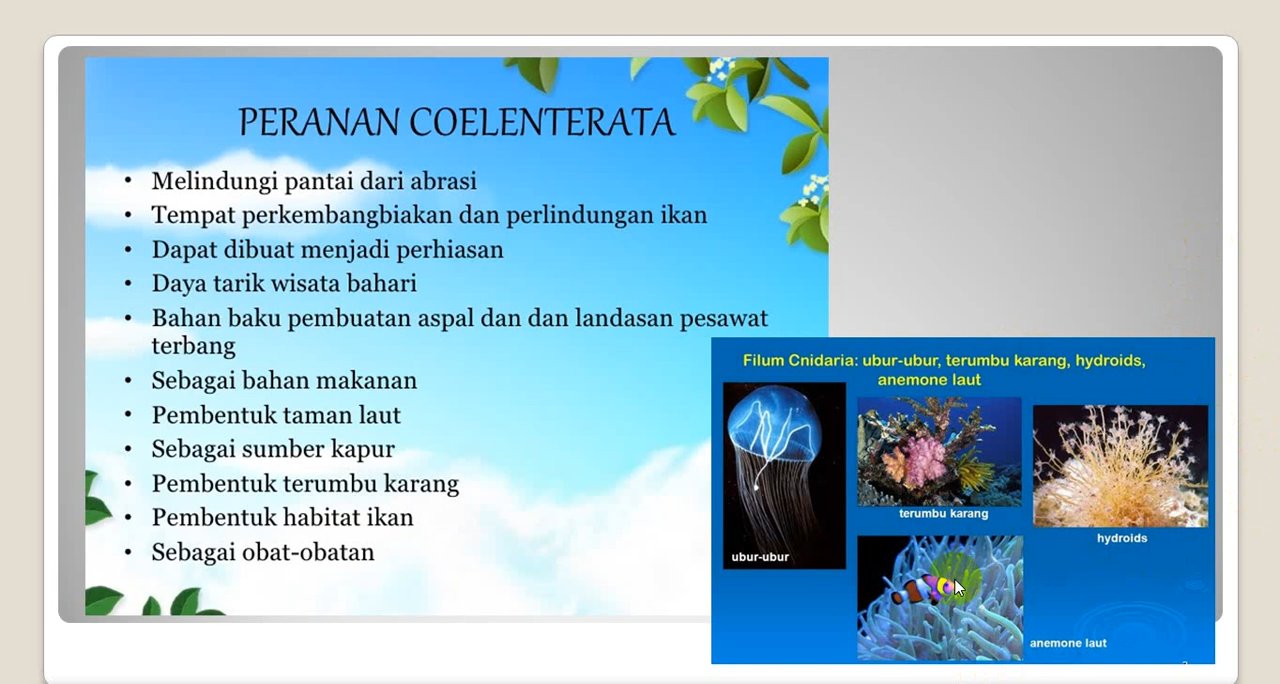 PERANAN COELENTERATA
• Melindungi pantai dari abrasi
• Tempat perkembangbiakan dan perlindungan ikan
• Dapat dibuat menjadi perhiasan
• Daya tarik wisata bahari
• Bahan baku pembuatan aspal dan dan landasan pesawat
terbang
• Sebagai bahan makanan
• Pembentuk taman laut
• Sebagai sumber kapur
• Pembentuk terumbu karang
• Pembentuk habitat ikan
• Sebagai obat-obatan
Filum Cnidaria: ubur-ubur, terumbu karang, hydroids,
anemone laut
ubur-ubur
terumbu karang
hydroids
anemone laut